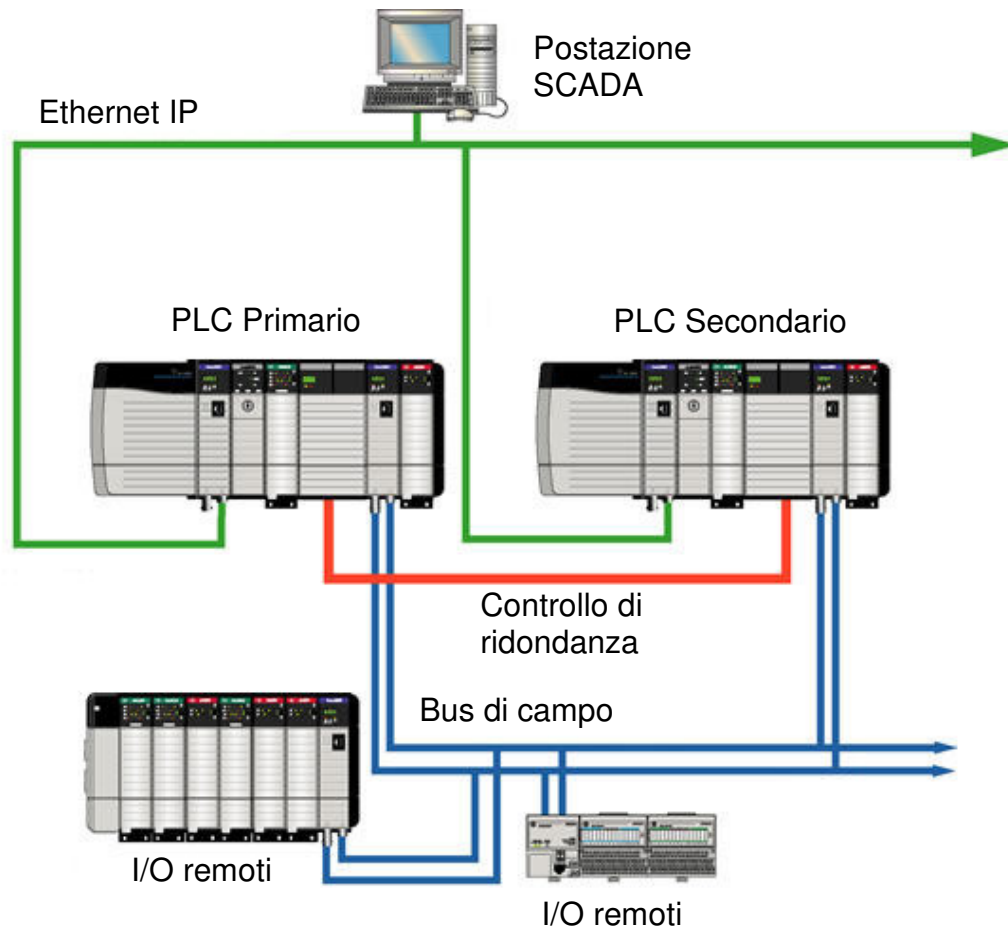 Postazione
SCADA
Ethernet IP
PLC Primario
PLC Secondario
Controllo di
ridondanza
Bus di campo
I/O remoti
I/O remoti